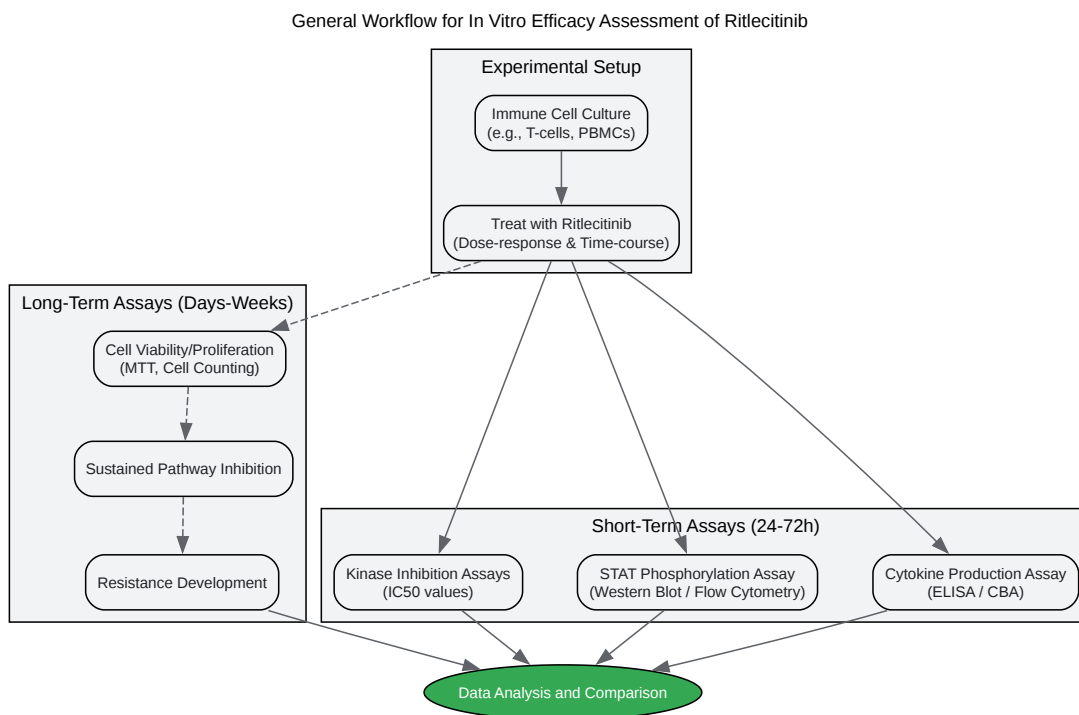 General Workflow for In Vitro Efficacy Assessment of Ritlecitinib
Experimental Setup
Immune Cell Culture
(e.g., T-cells, PBMCs)
Treat with Ritlecitinib
(Dose-response & Time-course)
Long-Term Assays (Days-Weeks)
Cell Viability/Proliferation
(MTT, Cell Counting)
Sustained Pathway Inhibition
Resistance Development
Short-Term Assays (24-72h)
Kinase Inhibition Assays
(IC50 values)
STAT Phosphorylation Assay
(Western Blot / Flow Cytometry)
Cytokine Production Assay
(ELISA / CBA)
Data Analysis and Comparison